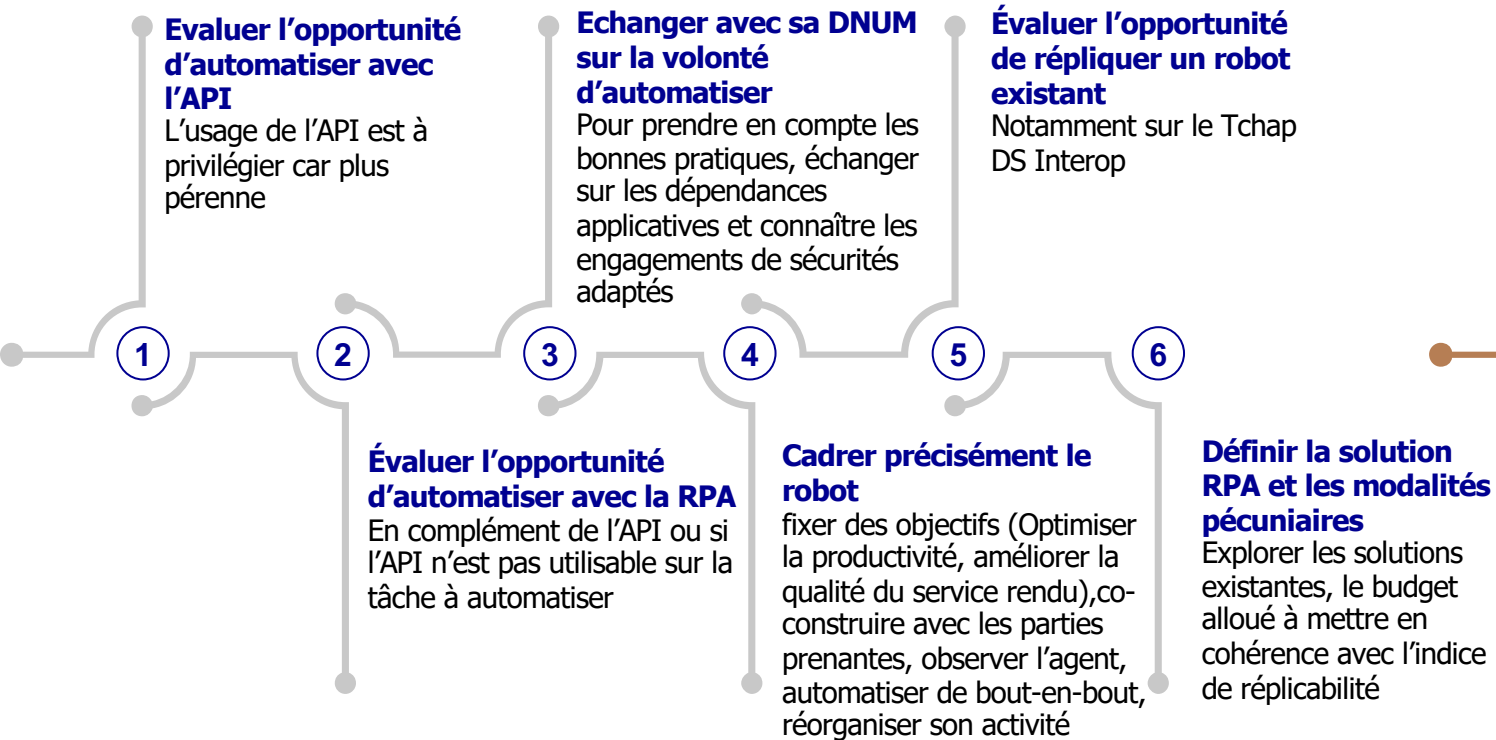 Evaluer l’opportunité
d’automatiser avec
l’API
L’usage de l’API est à
privilégier car plus
pérenne
Echanger avec sa DNUM
sur la volonté
d’automatiser
Pour prendre en compte les
bonnes pratiques, échanger
sur les dépendances
applicatives et connaître les
engagements de sécurités
adaptés
Évaluer l’opportunité
de répliquer un robot
existant
Notamment sur le Tchap
DS Interop
1
2
3
4
5
6
Évaluer l’opportunité
d’automatiser avec la RPA
En complément de l’API ou si
l’API n’est pas utilisable sur la
tâche à automatiser
Cadrer précisément le
robot
fixer des objectifs (Optimiser
la productivité, améliorer la
qualité du service rendu),co-
construire avec les parties
prenantes, observer l’agent,
automatiser de bout-en-bout,
réorganiser son activité
Définir la solution
RPA et les modalités
pécuniaires
Explorer les solutions
existantes, le budget
alloué à mettre en
cohérence avec l’indice
de réplicabilité